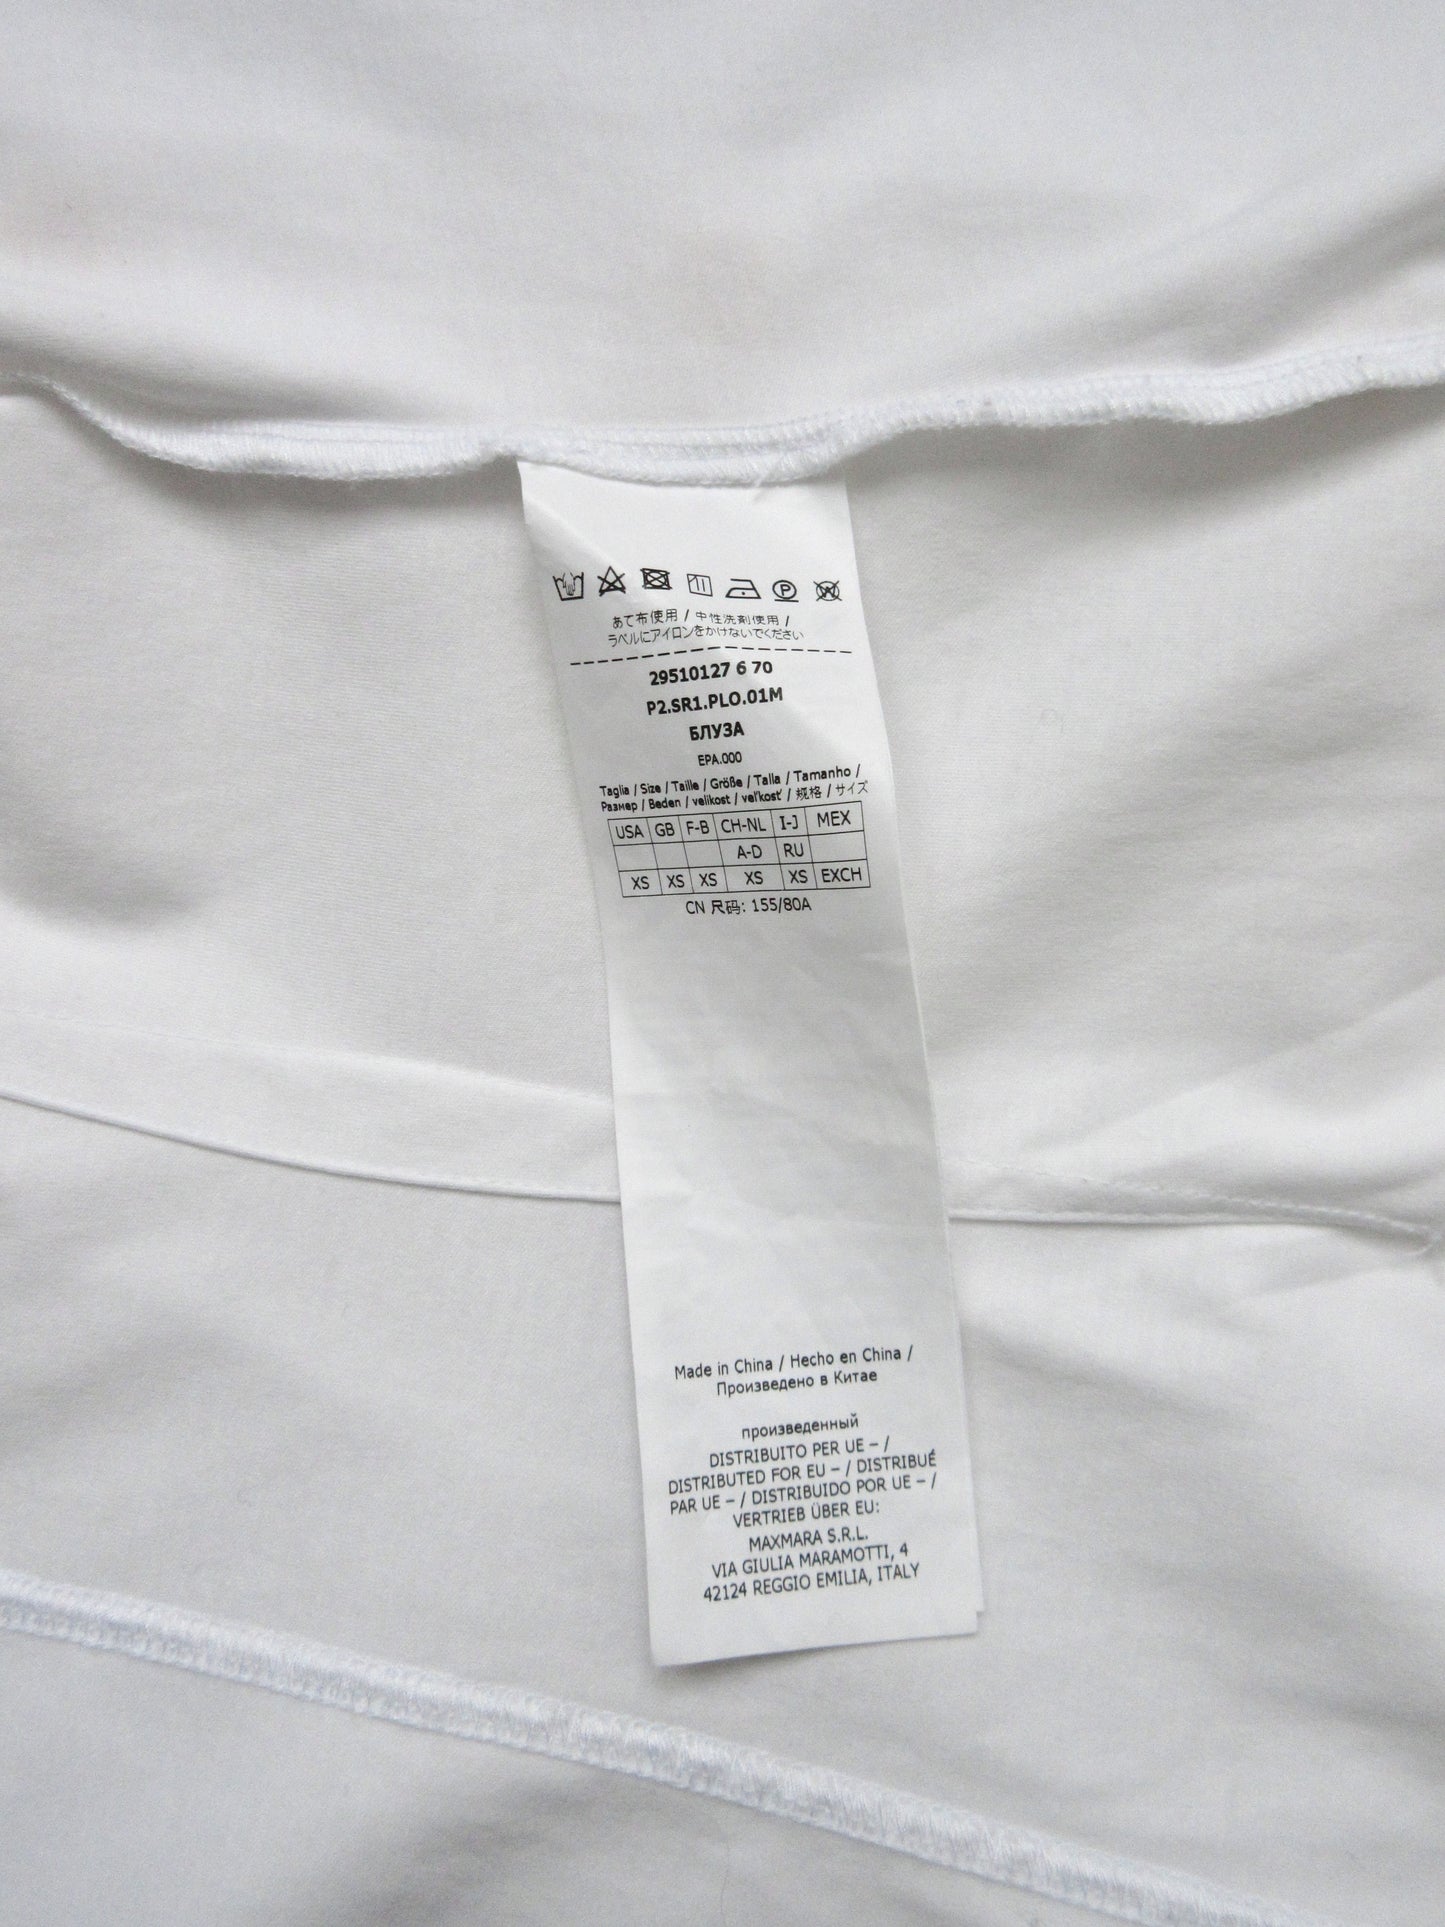 P
W
あて布使用 / 中性洗剤使用 /
ラベルにアイロンをかけないでください
29510127 6 70
P2.SR1.PLO.01M
БЛУЗА
EPA.000
Taglia / Size / Taille / Größe / Talla / Tamanho /
Размер / Beden / velikost / veľkosť / 规格 / サイズ
USA GB F-B CH-NL I-J MEX
A-D RU
XS XS XS XS XS EXCH
CN 尺码: 155/80A
Made in China / Hecho en China /
Произведено в Китае
произведенный
DISTRIBUITO PER UE – /
DISTRIBUTED FOR EU – / DISTRIBUÉ
PAR UE – / DISTRIBUIDO POR UE – /
VERTRIEB ÜBER EU:
MAXMARA S.R.L.
VIA GIULIA MARAMOTTI, 4
42124 REGGIO EMILIA, ITALY